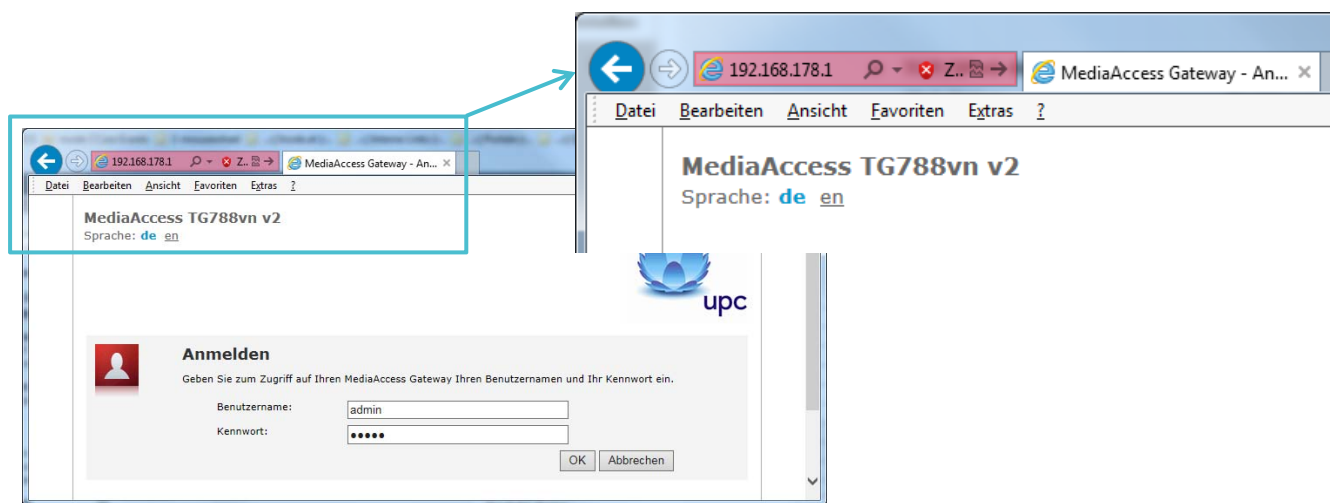 192.168.178.1 Z.. MediaAccess Gateway - An...
Datei Bearbeiten Ansicht Favoriten Extras ?
MediaAccess TG788vn v2
Sprache: de en
192.168.178.1 Z.. MediaAccess Gateway - An...
Datei Bearbeiten Ansicht Favoriten Extras ?
MediaAccess TG788vn v2
Sprache: de en
upc
Anmelden
Geben Sie zum Zugriff auf Ihren MediaAccess Gateway Ihren Benutzernamen und Ihr Kennwort ein.
Benutzername: admin
Kennwort: •••••
OK Abbrechen